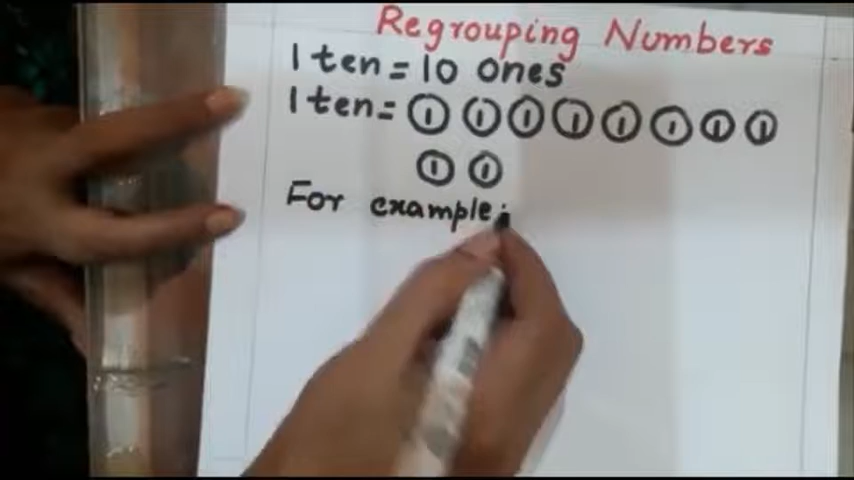 Regrouping Numbers
1 ten = 10 ones
1 ten = 1 1 1 1 1 1 1 1
1 1
For example: